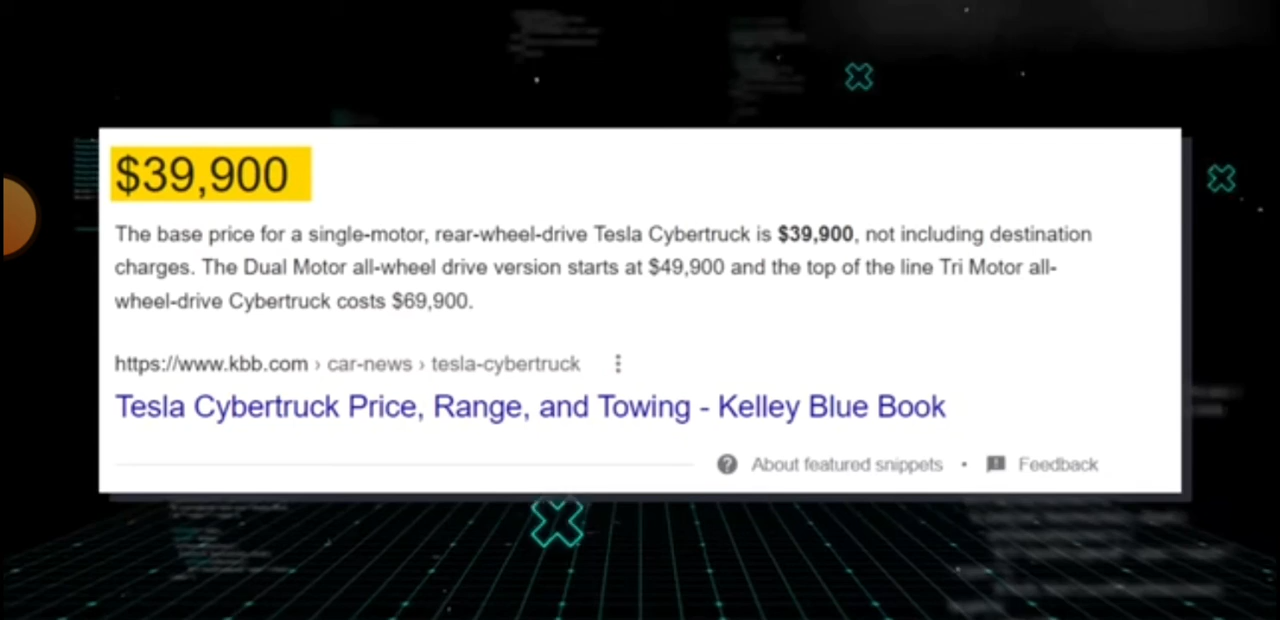 $39,900
The base price for a single-motor, rear-wheel-drive Tesla Cybertruck is $39,900, not including destination
charges. The Dual Motor all-wheel drive version starts at $49,900 and the top of the line Tri Motor all-
wheel-drive Cybertruck costs $69,900.
https://www.kbb.com › car-news › tesla-cybertruck
Tesla Cybertruck Price, Range, and Towing - Kelley Blue Book
About featured snippets • Feedback